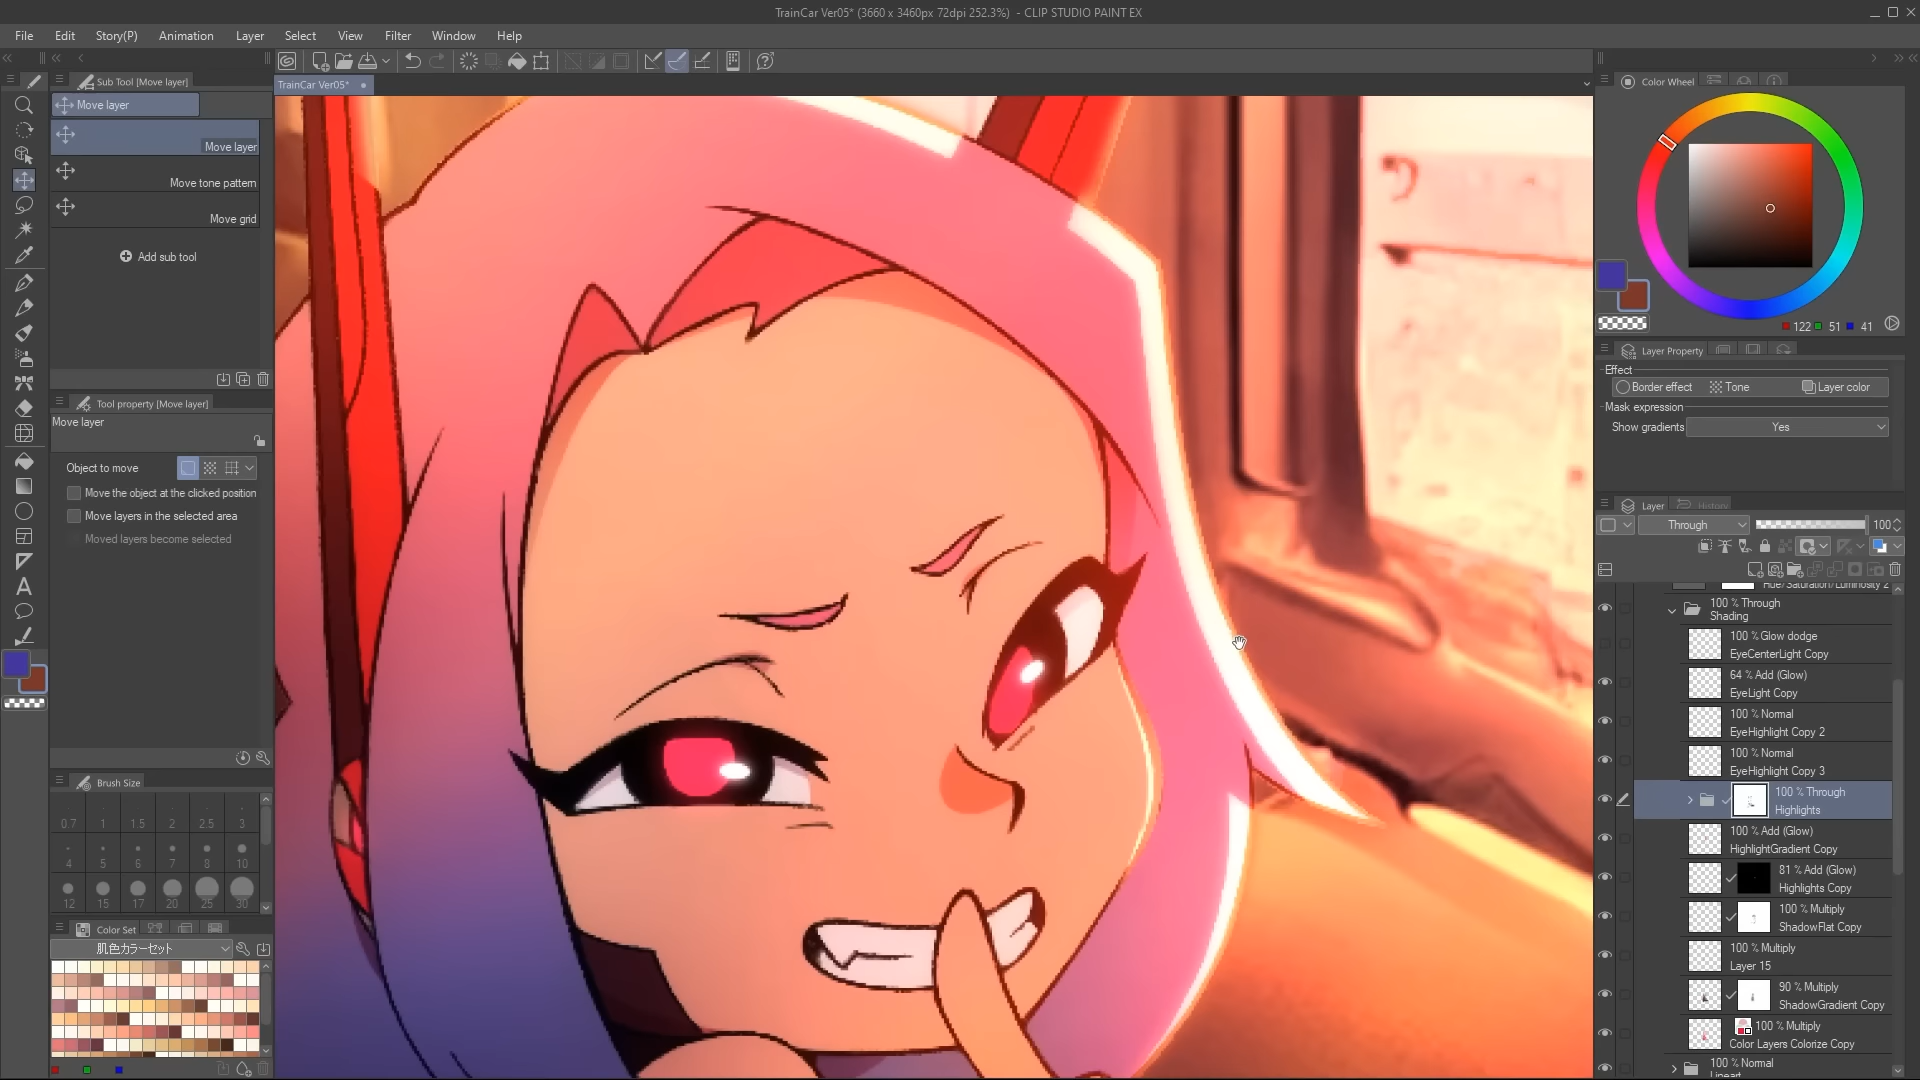 TrainCar Ver05* (3660 x 3460px 72dpi 252.3%) - CLIP STUDIO PAINT EX
File Edit Story(P) Animation Layer Select View Filter Window Help
Sub Tool [Move layer]
Move layer
Move layer
Move tone pattern
Move grid
Add sub tool
Tool property [Move layer]
Move layer
Object to move
Move the object at the clicked position
Move layers in the selected area
Moved layers become selected
Brush Size
0.7 1 1.5 2 2.5 3
4 5 6 7 8 10
12 15 17 20 25 30
Color Set
肌色カラーセット
TrainCar Ver05*
Color Wheel
122 51 41
Layer Property
Effect
Border effect Tone Layer color
Mask expression
Show gradients Yes
Layer History
Through 100
Hue/Saturation/Luminosity 2
100 % Through
Shading
100 % Glow dodge
EyeCenterLight Copy
64 % Add (Glow)
EyeLight Copy
100 % Normal
EyeHighlight Copy 2
100 % Normal
EyeHighlight Copy 3
100 % Through
Highlights
100 % Add (Glow)
HighlightGradient Copy
81 % Add (Glow)
Highlights Copy
100 % Multiply
ShadowFlat Copy
100 % Multiply
Layer 15
90 % Multiply
ShadowGradient Copy
100 % Multiply
Color Layers Colorize Copy
100 % Normal
Lineart